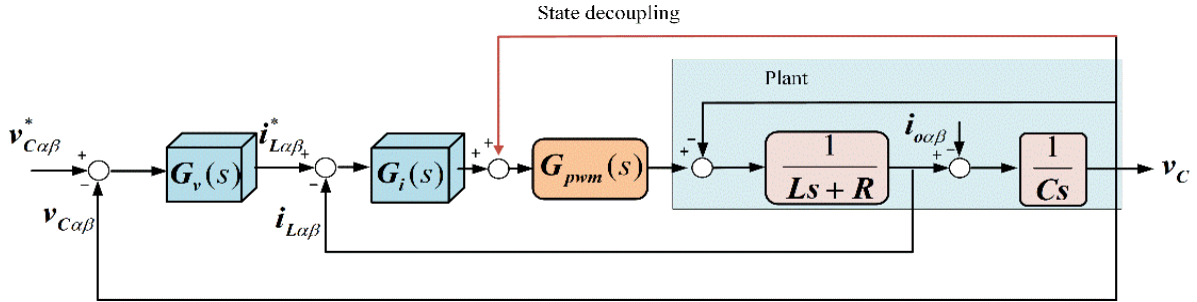 State decoupling
Plant
v*Cαβ
+
−
vCαβ
Gv(s)
i*Lαβ
+
−
iLαβ
Gi(s)
+
+
Gpwm(s)
+
−
1
Ls + R
ioαβ
+
−
1
Cs
vC